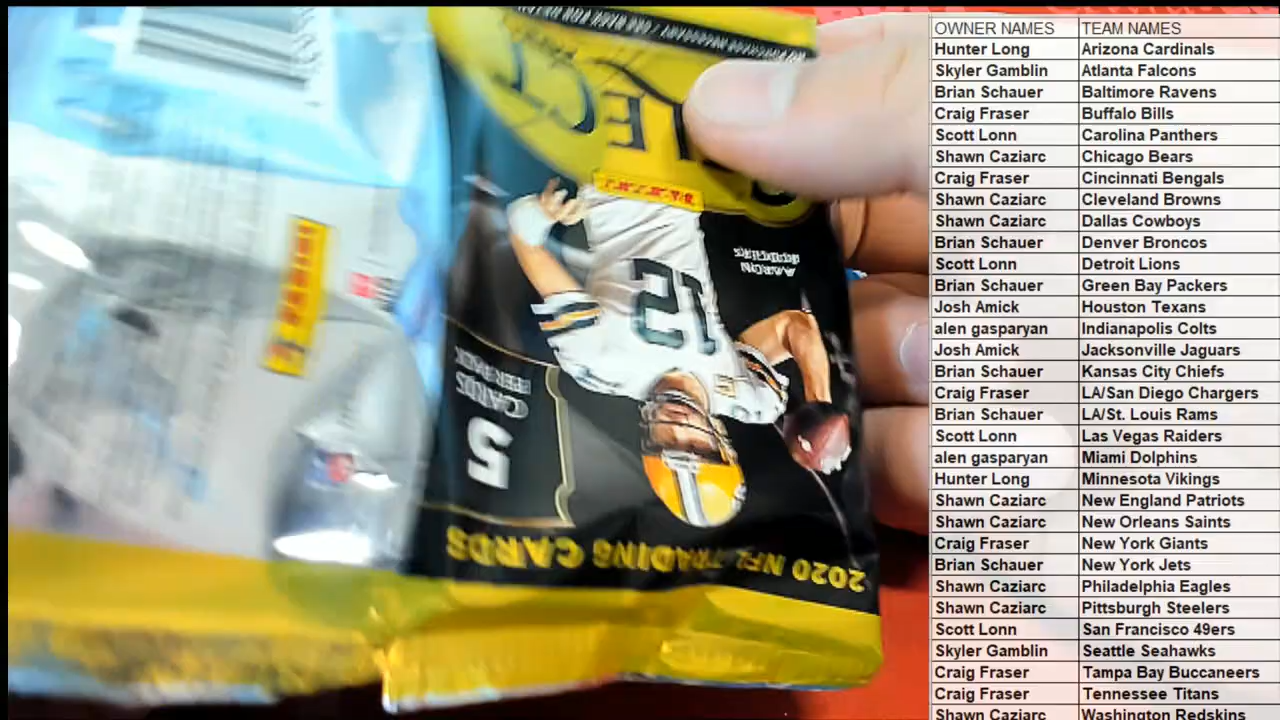 PANINI
AARON
RODGERS
12
5
CARDS
PER PACK
2020 NFL TRADING CARDS
OWNER NAMES TEAM NAMES
Hunter Long Arizona Cardinals
Skyler Gamblin Atlanta Falcons
Brian Schauer Baltimore Ravens
Craig Fraser Buffalo Bills
Scott Lonn Carolina Panthers
Shawn Caziarc Chicago Bears
Craig Fraser Cincinnati Bengals
Shawn Caziarc Cleveland Browns
Shawn Caziarc Dallas Cowboys
Brian Schauer Denver Broncos
Scott Lonn Detroit Lions
Brian Schauer Green Bay Packers
Josh Amick Houston Texans
alen gasparyan Indianapolis Colts
Josh Amick Jacksonville Jaguars
Brian Schauer Kansas City Chiefs
Craig Fraser LA/San Diego Chargers
Brian Schauer LA/St. Louis Rams
Scott Lonn Las Vegas Raiders
alen gasparyan Miami Dolphins
Hunter Long Minnesota Vikings
Shawn Caziarc New England Patriots
Shawn Caziarc New Orleans Saints
Craig Fraser New York Giants
Brian Schauer New York Jets
Shawn Caziarc Philadelphia Eagles
Shawn Caziarc Pittsburgh Steelers
Scott Lonn San Francisco 49ers
Skyler Gamblin Seattle Seahawks
Craig Fraser Tampa Bay Buccaneers
Craig Fraser Tennessee Titans
Shawn Caziarc Washington Redskins